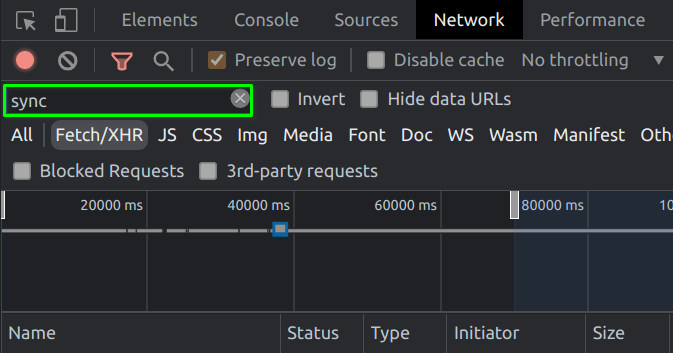 Elements Console Sources Network Performance
Preserve log Disable cache No throttling
sync Invert Hide data URLs
All Fetch/XHR JS CSS Img Media Font Doc WS Wasm Manifest Oth
Blocked Requests 3rd-party requests
20000 ms 40000 ms 60000 ms 80000 ms 10
Name Status Type Initiator Size